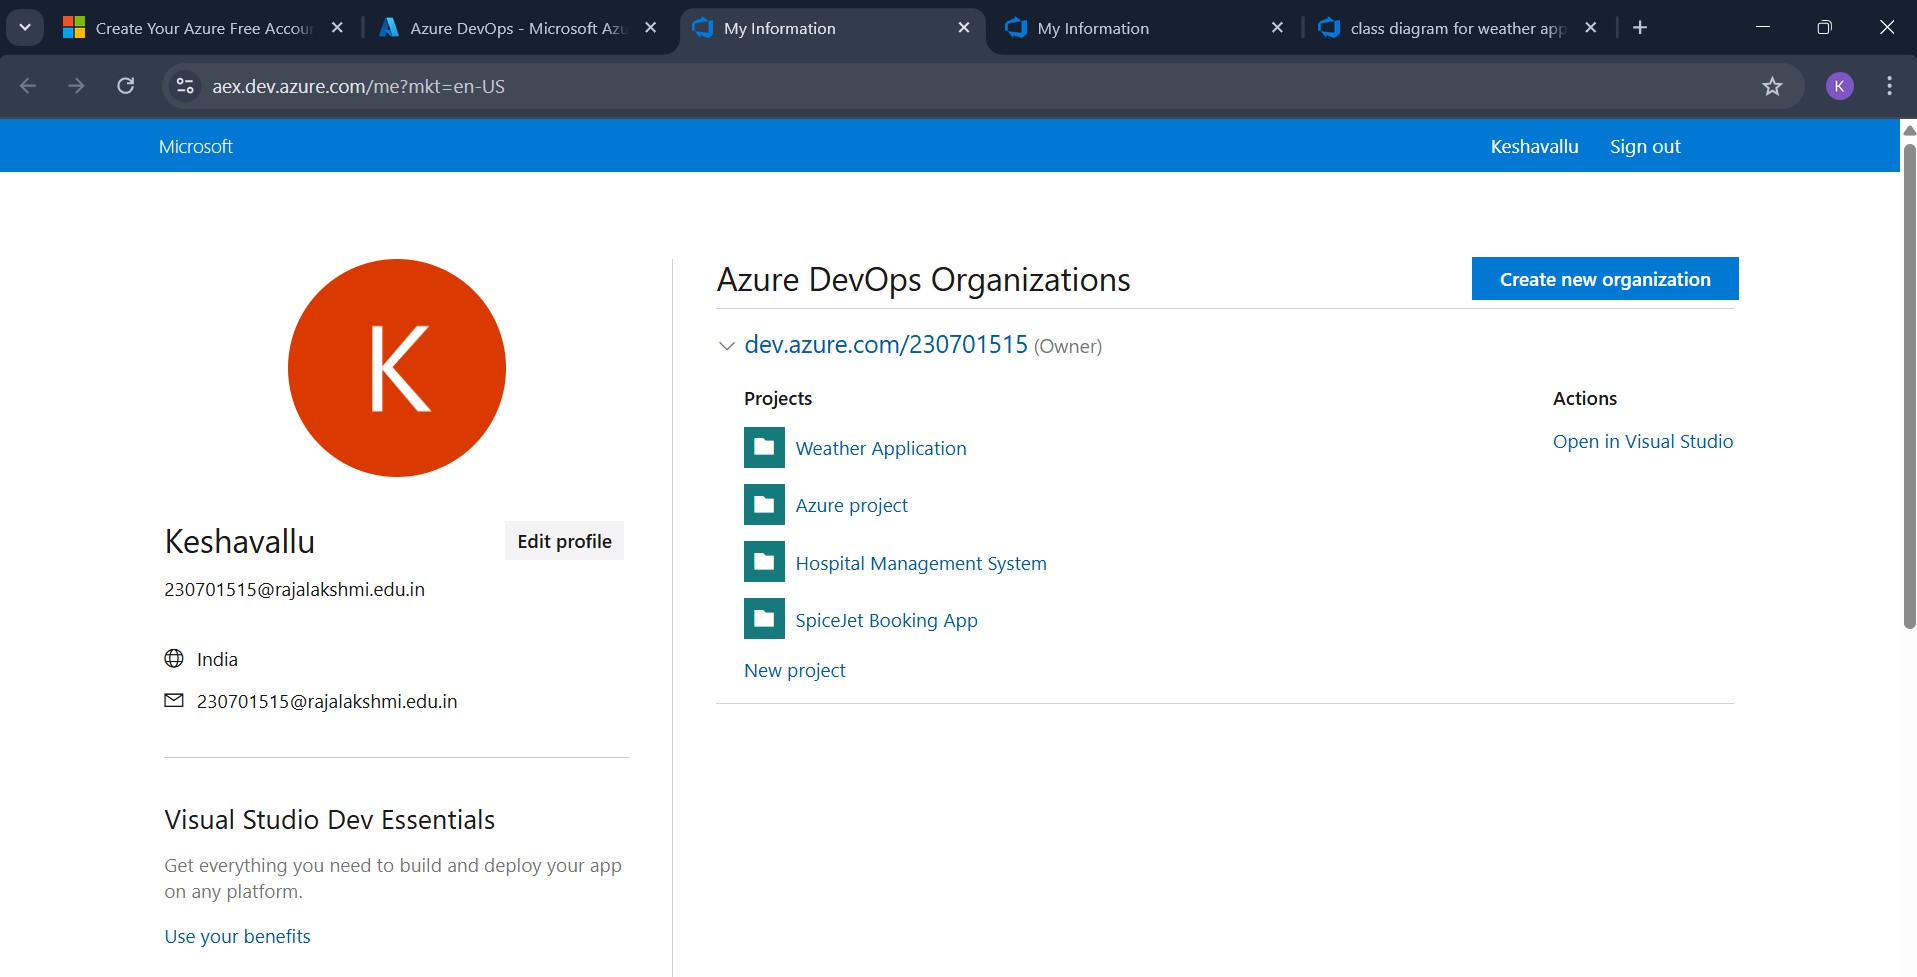 Create Your Azure Free Accour
Azure DevOps - Microsoft Azu
My Information
My Information
class diagram for weather app
aex.dev.azure.com/me?mkt=en-US
K
Microsoft
Keshavallu
Sign out
K
Keshavallu
Edit profile
230701515@rajalakshmi.edu.in
India
230701515@rajalakshmi.edu.in
Visual Studio Dev Essentials
Get everything you need to build and deploy your app
on any platform.
Use your benefits
Azure DevOps Organizations
Create new organization
dev.azure.com/230701515 (Owner)
Projects
Actions
Weather Application
Open in Visual Studio
Azure project
Hospital Management System
SpiceJet Booking App
New project